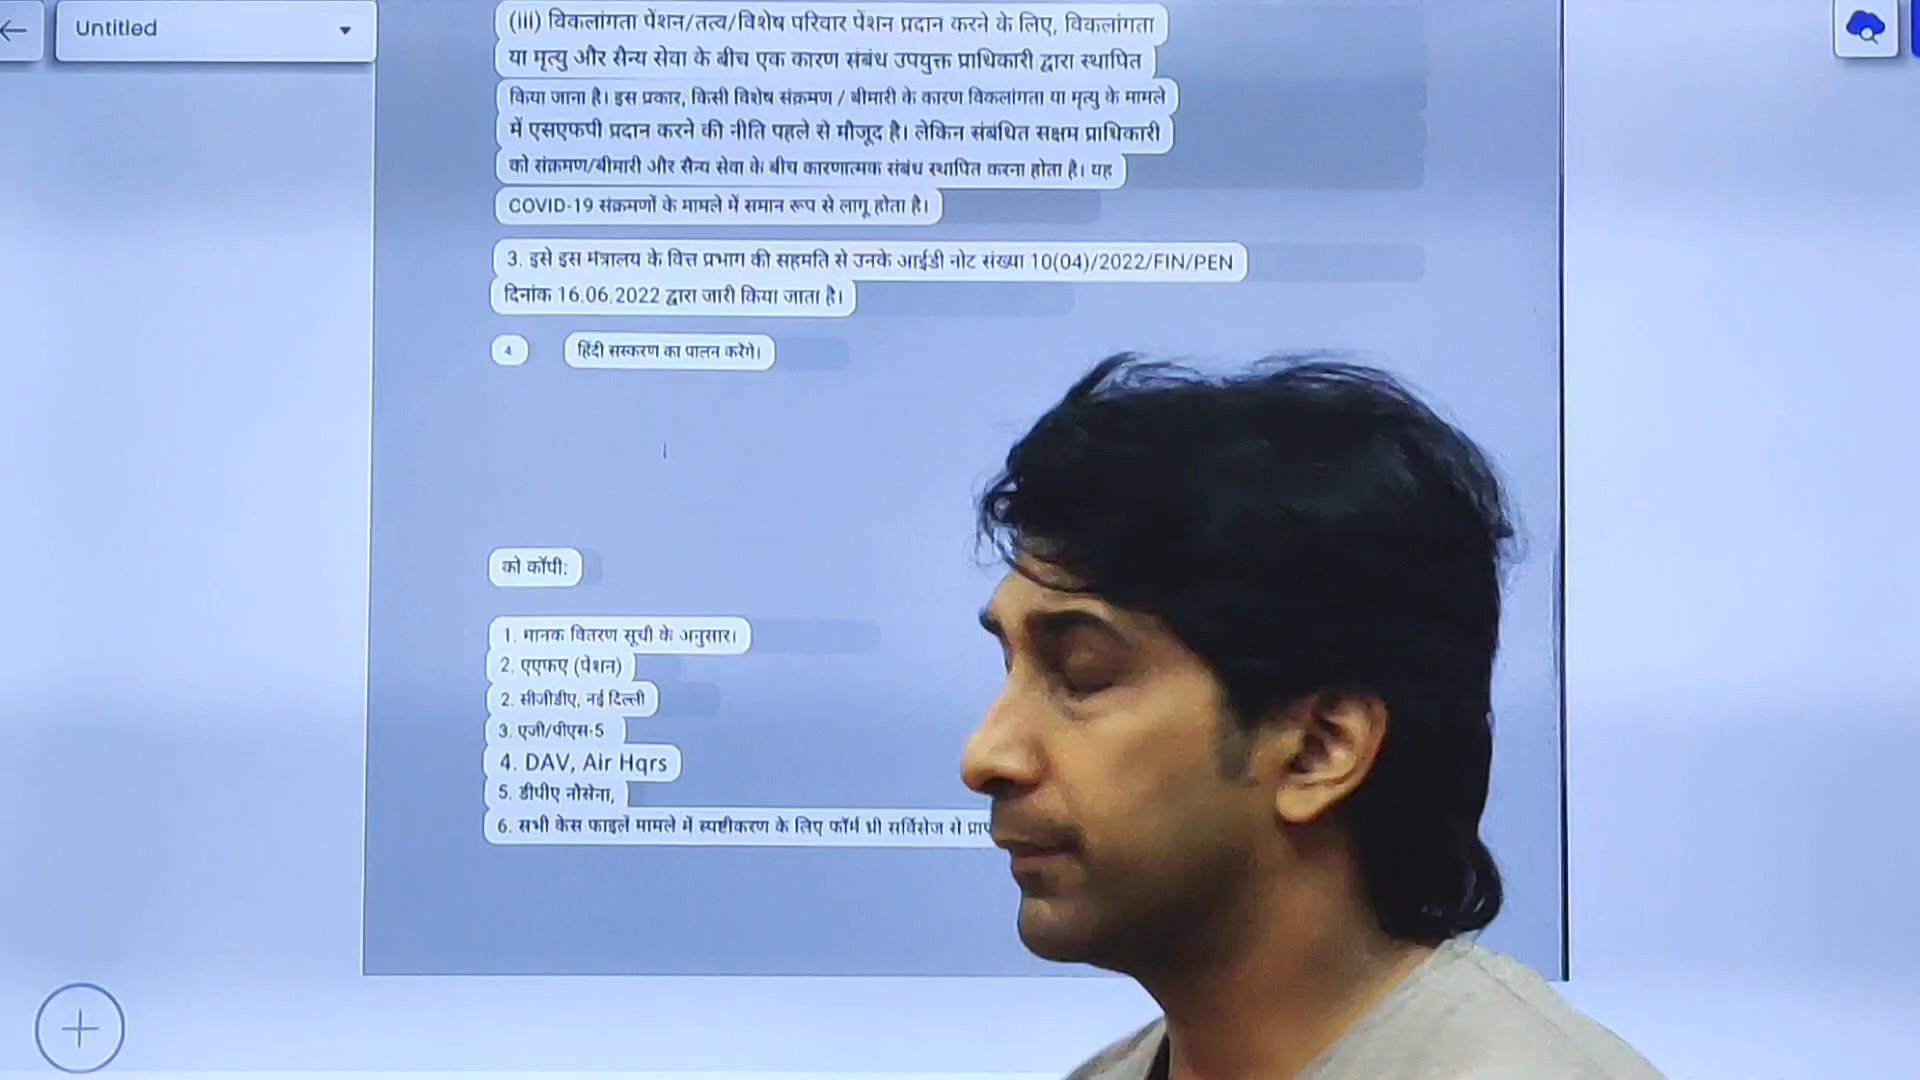 Untitled
(iii) विकलांगता पेंशन/तत्व/विशेष परिवार पेंशन प्रदान करने के लिए, विकलांगता
या मृत्यु और सैन्य सेवा के बीच एक कारण संबंध उपयुक्त प्राधिकारी द्वारा स्थापित
किया जाना है। इस प्रकार, किसी विशेष संक्रमण / बीमारी के कारण विकलांगता या मृत्यु के मामले
में एसएफपी प्रदान करने की नीति पहले से मौजूद है। लेकिन संबंधित सक्षम प्राधिकारी
को संक्रमण/बीमारी और सैन्य सेवा के बीच कारणात्मक संबंध स्थापित करना होता है। यह
COVID-19 संक्रमणों के मामले में समान रूप से लागू होता है।
3. इसे इस मंत्रालय के वित्त प्रभाग की सहमति से उनके आईडी नोट संख्या 10(04)/2022/FIN/PEN
दिनांक 16.06.2022 द्वारा जारी किया जाता है।
4 हिंदी संस्करण का पालन करेंगे।
को कॉपी:
1. मानक वितरण सूची के अनुसार।
2. एएफए (पेंशन)
2. सीजीडीए, नई दिल्ली
3. एजी/पीएस-5
4. DAV, Air Hqrs
5. डीपीए नौसेना,
6. सभी केस फाइलें मामले में स्पष्टीकरण के लिए फॉर्म थ्री सर्विसेज से